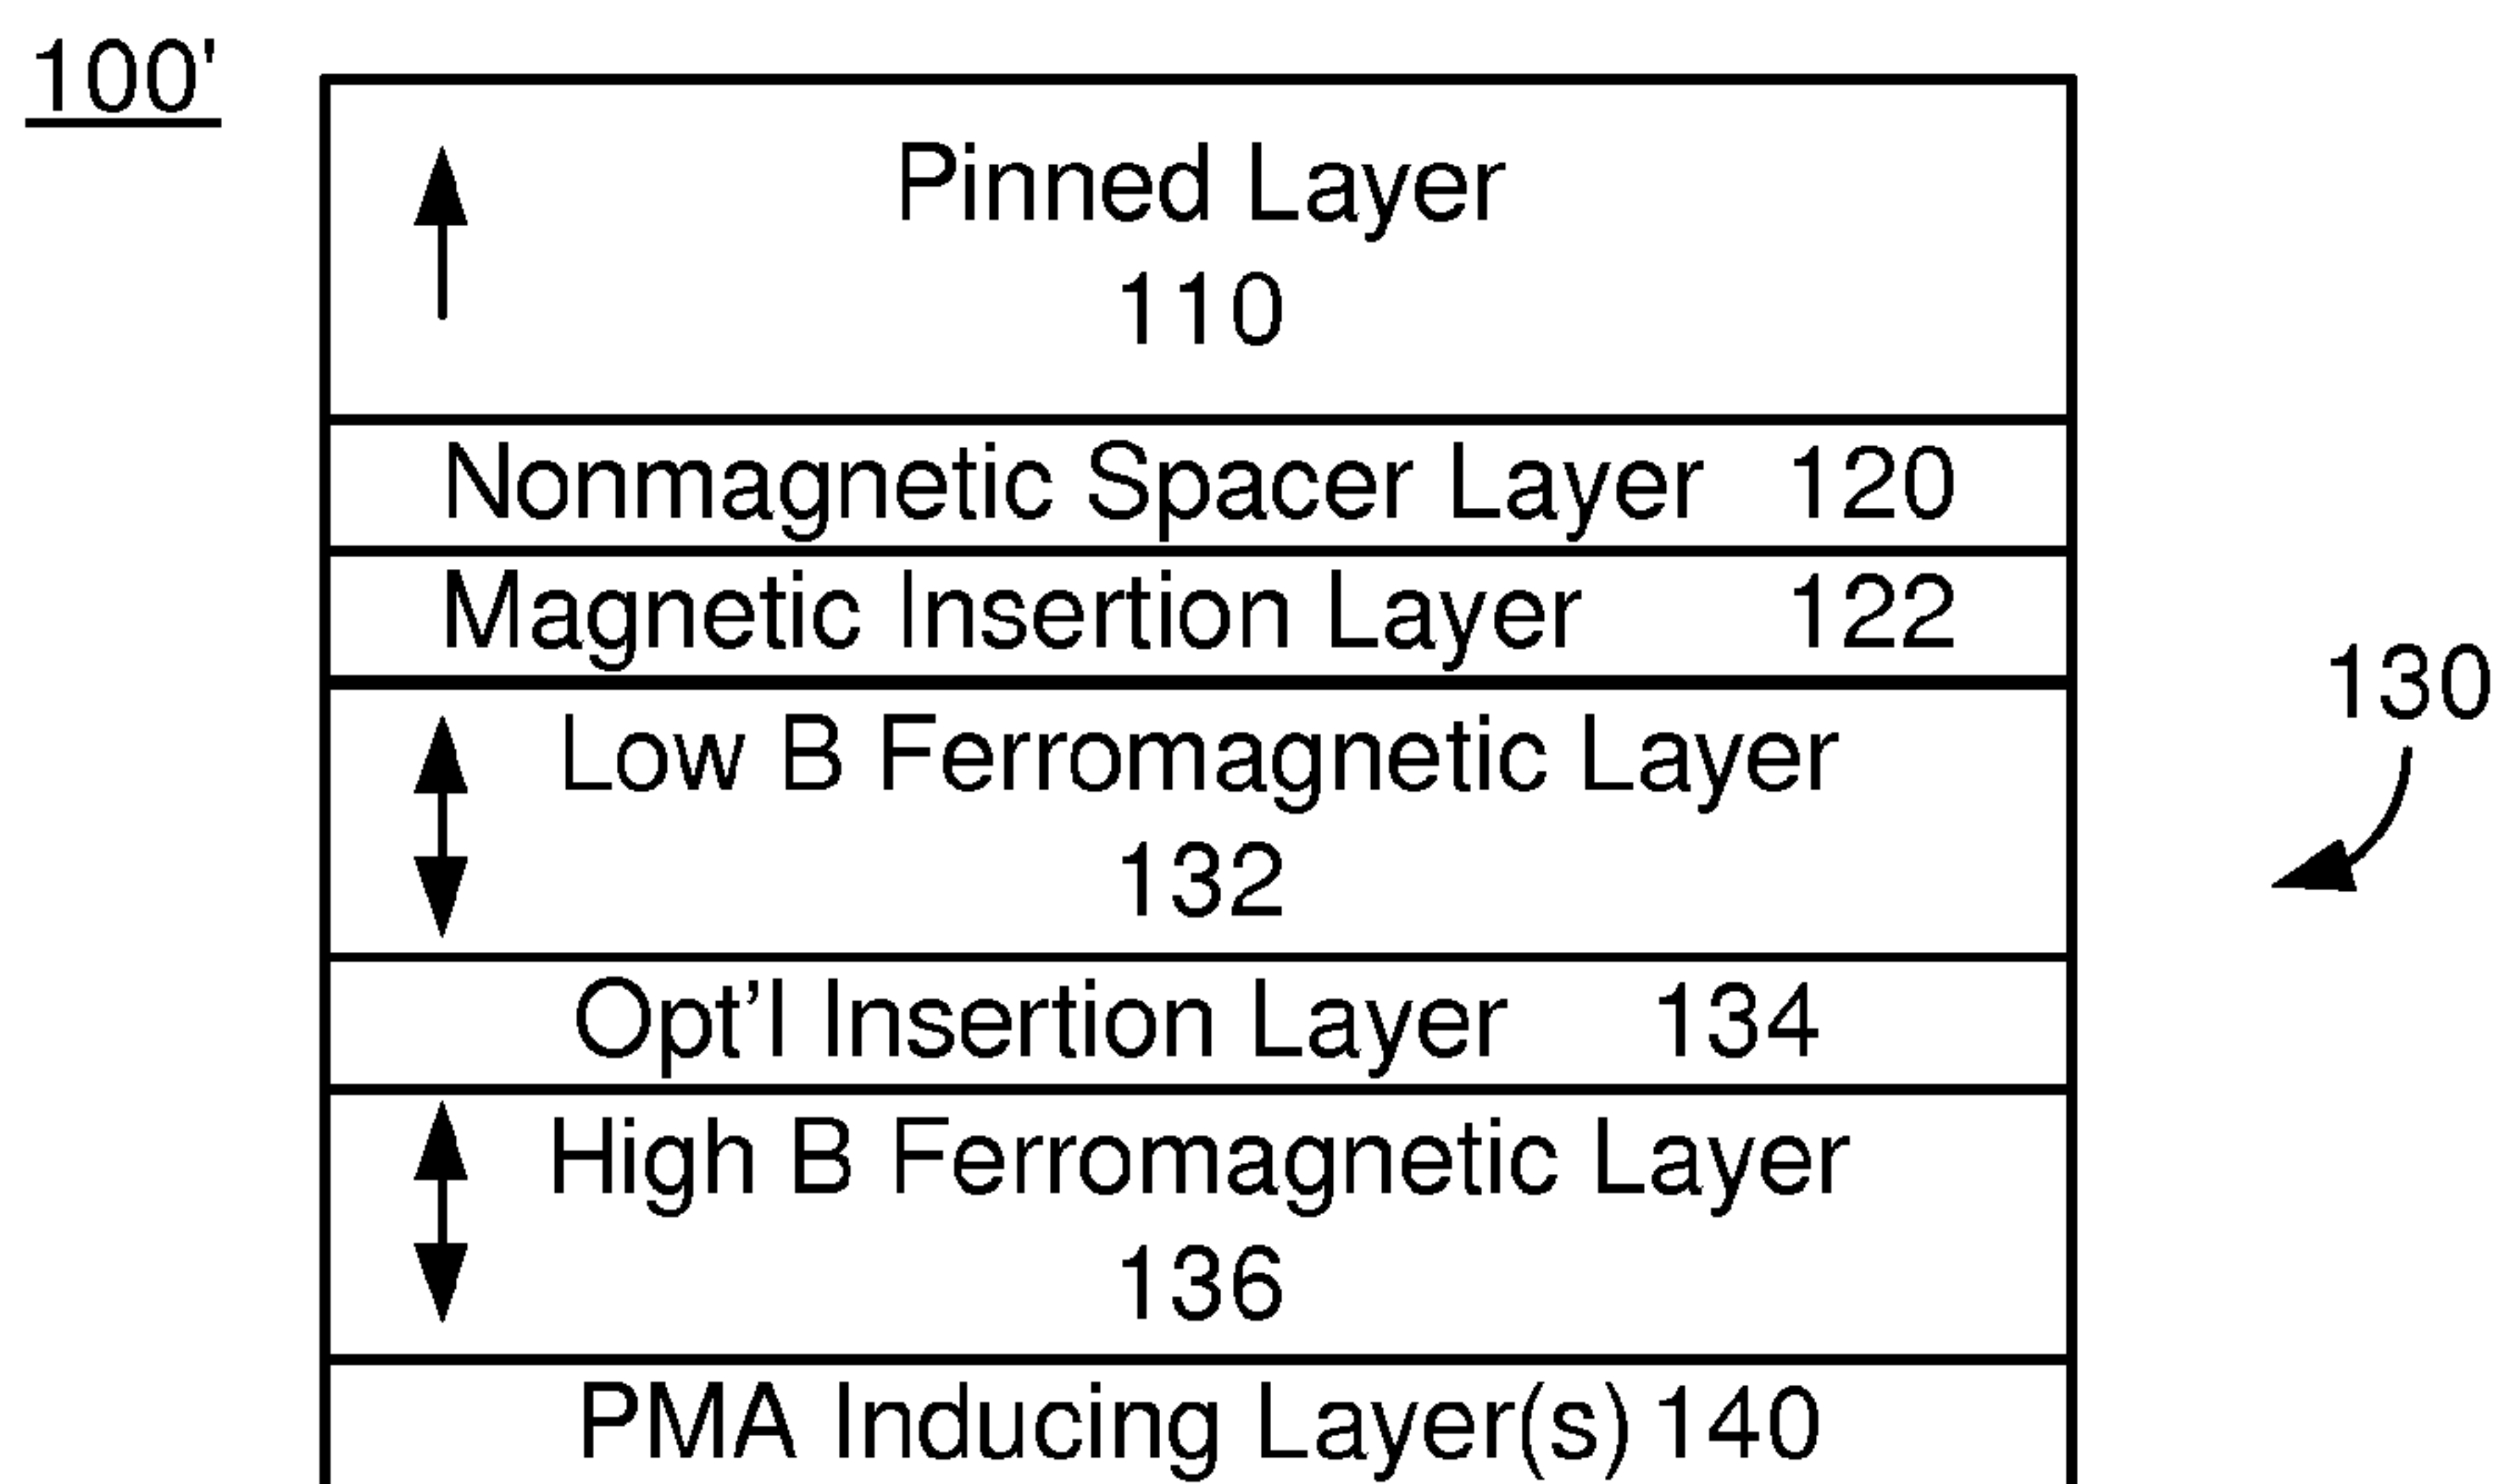 100'
Pinned Layer
110
Nonmagnetic Spacer Layer 120
Magnetic Insertion Layer 122
130
Low B Ferromagnetic Layer
132
Opt’l Insertion Layer 134
High B Ferromagnetic Layer
136
PMA Inducing Layer(s) 140